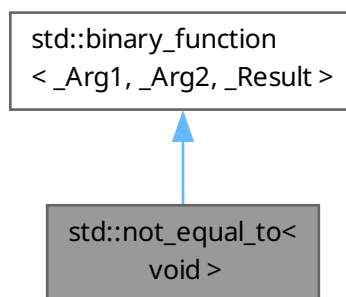 std::binary_function
< _Arg1, _Arg2, _Result >
std::not_equal_to<
void >